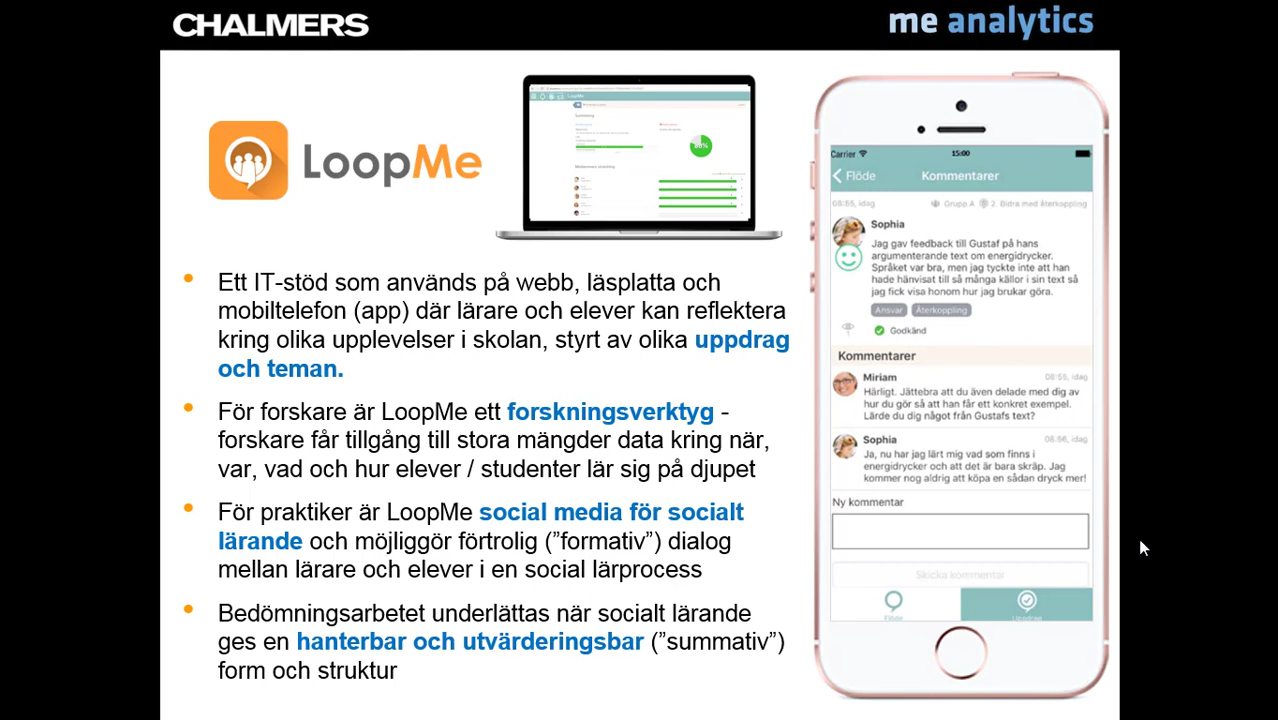 CHALMERS
me analytics
LoopMe
LoopMe
Ett IT-stöd som används på webb, läsplatta och
mobiltelefon (app) där lärare och elever kan reflektera
kring olika upplevelser i skolan, styrt av olika uppdrag
och teman.
För forskare är LoopMe ett forskningsverktyg -
forskare får tillgång till stora mängder data kring när,
var, vad och hur elever / studenter lär sig på djupet
För praktiker är LoopMe social media för socialt
lärande och möjliggör förtrolig (”formativ”) dialog
mellan lärare och elever i en social lärprocess
Bedömningsarbetet underlättas när socialt lärande
ges en hanterbar och utvärderingsbar (”summativ”)
form och struktur
Carrier 15:00
Flöde Kommentarer
08:55, idag Grupp A 2. Bidra med återkoppling
Sophia
Jag gav feedback till Gustaf på hans
argumenterande text om energidrycker.
Språket var bra, men jag tyckte inte att han
hade hänvisat till så många källor i sin text så
jag fick visa honom hur jag brukar göra.
Ansvar Återkoppling
Godkänd
Kommentarer
Miriam 08:55, idag
Härligt. Jättebra att du även delade med dig av
hur du gör så att han får ett konkret exempel.
Lärde du dig något från Gustafs text?
Sophia 08:56, idag
Ja, nu har jag lärt mig vad som finns i
energidrycker och att det är bara skräp. Jag
kommer nog aldrig att köpa en sådan dryck mer!
Ny kommentar
Skicka kommentar
Flöde Uppdrag